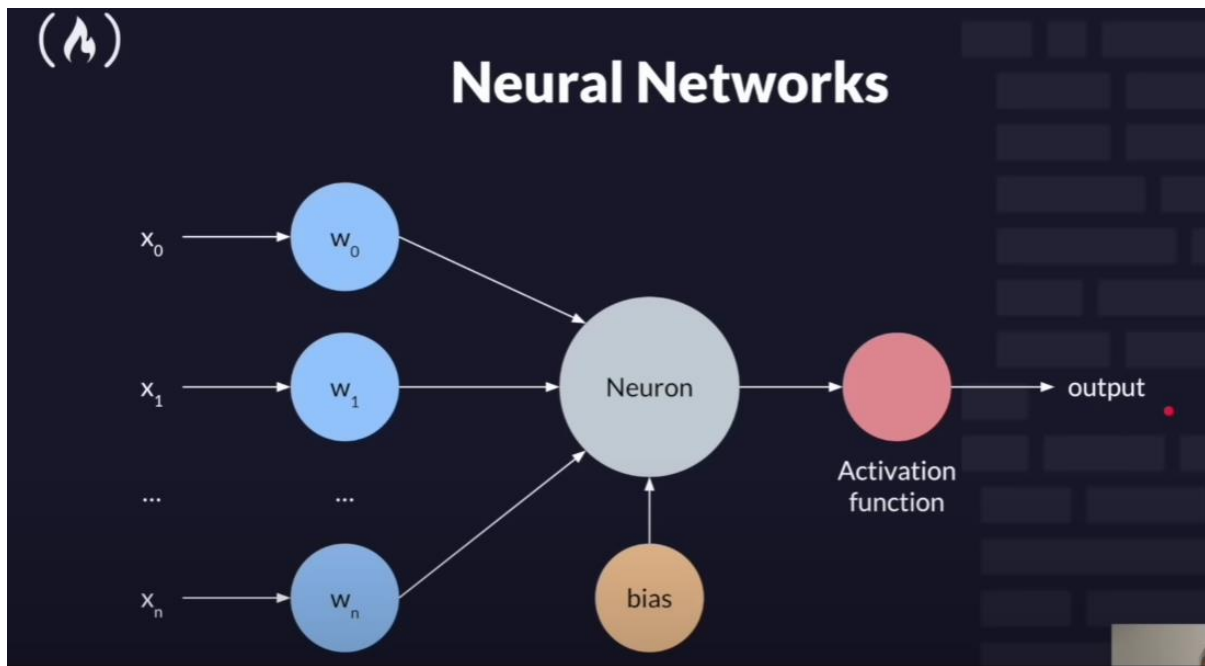 Neural Networks
x₀ w₀
x₁ w₁ Neuron output
Activation
function
... ...
xₙ wₙ bias